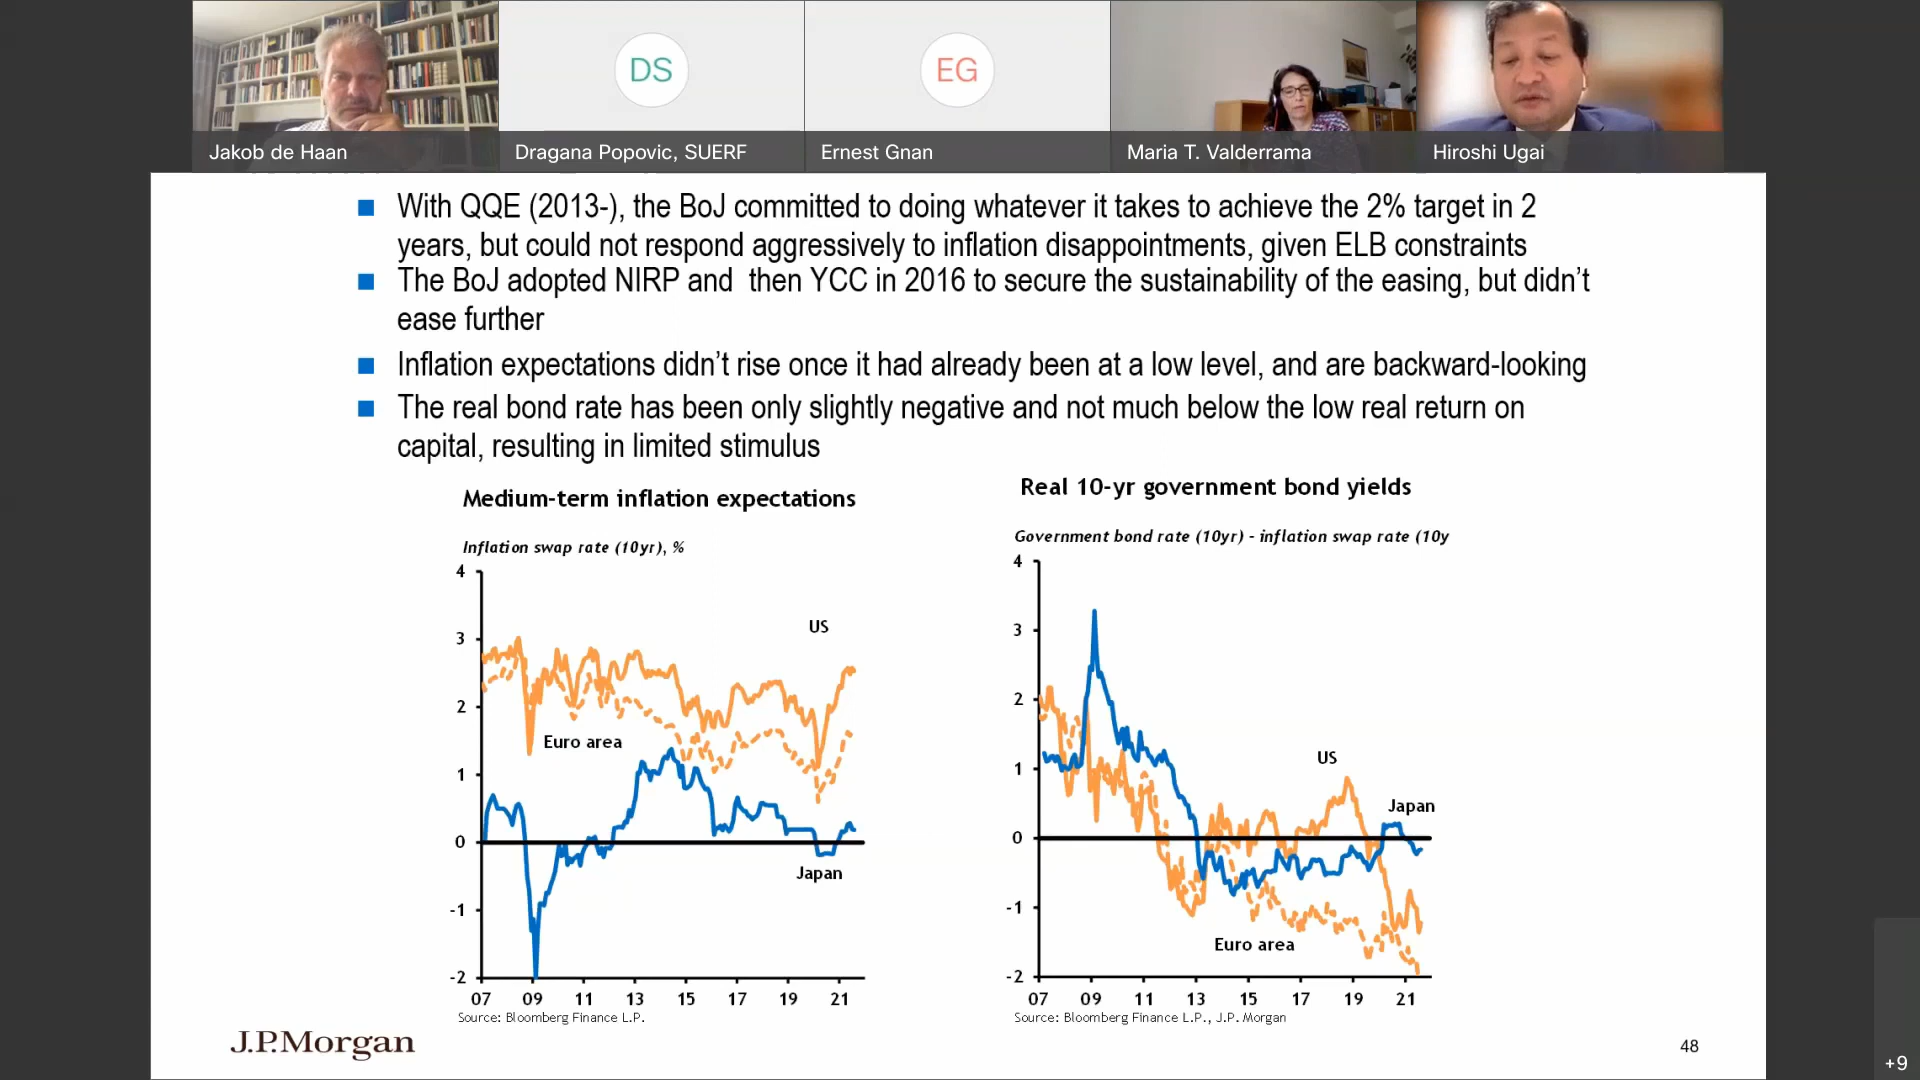 DS
EG
Jakob de Haan
Dragana Popovic, SUERF
Ernest Gnan
Maria T. Valderrama
Hiroshi Ugai
With QQE (2013-), the BoJ committed to doing whatever it takes to achieve the 2% target in 2
years, but could not respond aggressively to inflation disappointments, given ELB constraints
The BoJ adopted NIRP and  then YCC in 2016 to secure the sustainability of the easing, but didn’t
ease further
Inflation expectations didn’t rise once it had already been at a low level, and are backward-looking
The real bond rate has been only slightly negative and not much below the low real return on
capital, resulting in limited stimulus
Medium-term inflation expectations
Inflation swap rate (10yr), %
4
3
2
1
0
-1
-2
US
Euro area
Japan
07 09 11 13 15 17 19 21
Source: Bloomberg Finance L.P.
Real 10-yr government bond yields
Government bond rate (10yr) - inflation swap rate (10y
4
3
2
1
0
-1
-2
US
Japan
Euro area
07 09 11 13 15 17 19 21
Source: Bloomberg Finance L.P., J.P. Morgan
J.P.Morgan
48
+9